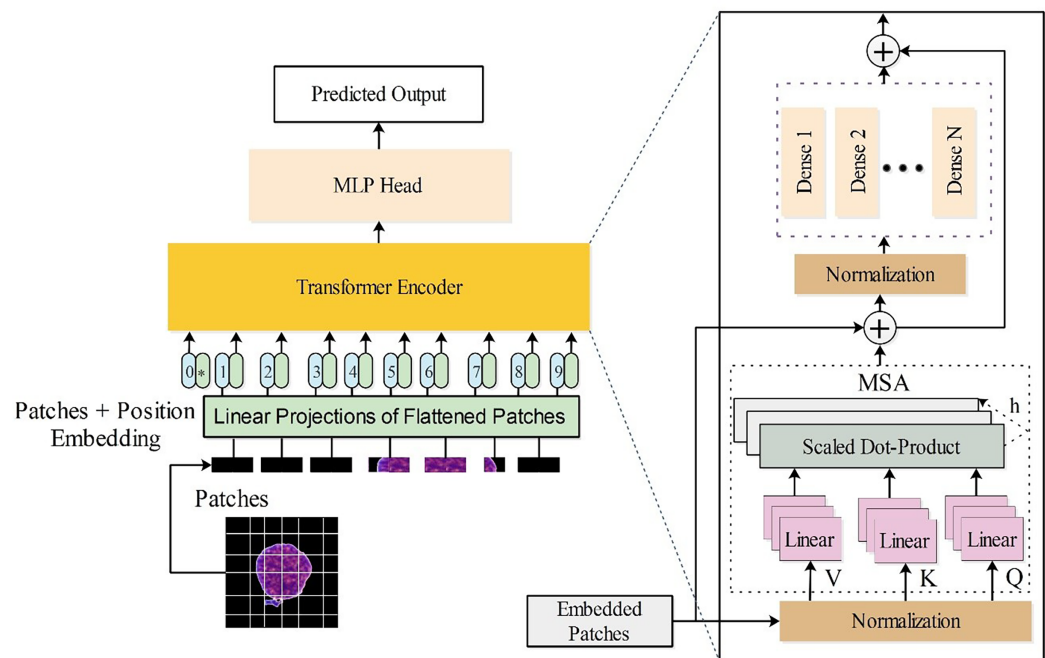 Predicted Output
MLP Head
Transformer Encoder
0 * 1 2 3 4 5 6 7 8 9
Patches + Position
Embedding
Linear Projections of Flattened Patches
Patches
Dense 1
Dense 2
Dense N
Normalization
MSA
h
Scaled Dot-Product
Linear
Linear
Linear
V
K
Q
Embedded
Patches
Normalization